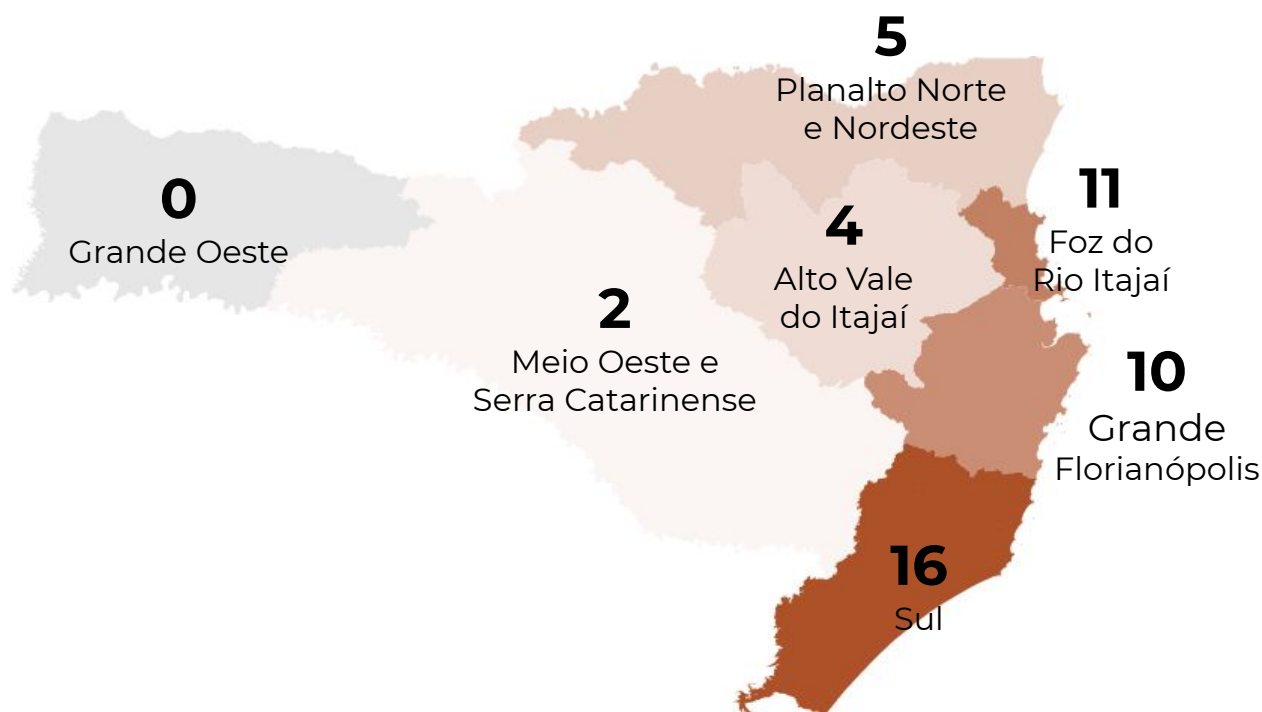 5
Planalto Norte
e Nordeste
0
Grande Oeste
11
Foz do
Rio Itajaí
4
Alto Vale
do Itajaí
2
Meio Oeste e
Serra Catarinense
10
Grande
Florianópolis
16
Sul